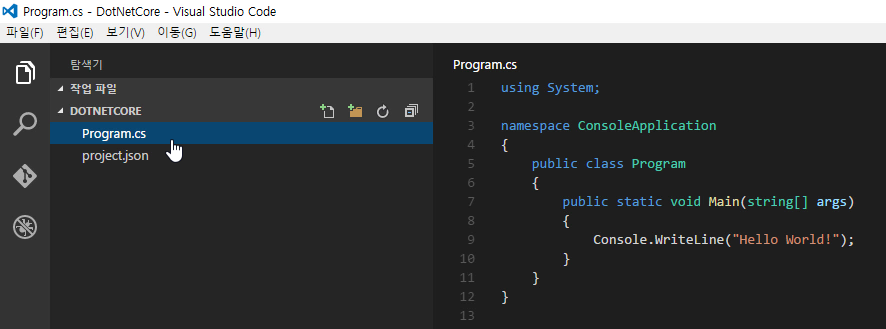 Program.cs - DotNetCore - Visual Studio Code
파일(F) 편집(E) 보기(V) 이동(G) 도움말(H)
탐색기
작업 파일
DOTNETCORE
Program.cs
project.json
Program.cs
1 using System;
2
3 namespace ConsoleApplication
4 {
5 public class Program
6 {
7 public static void Main(string[] args)
8 {
9 Console.WriteLine("Hello World!");
10 }
11 }
12 }
13